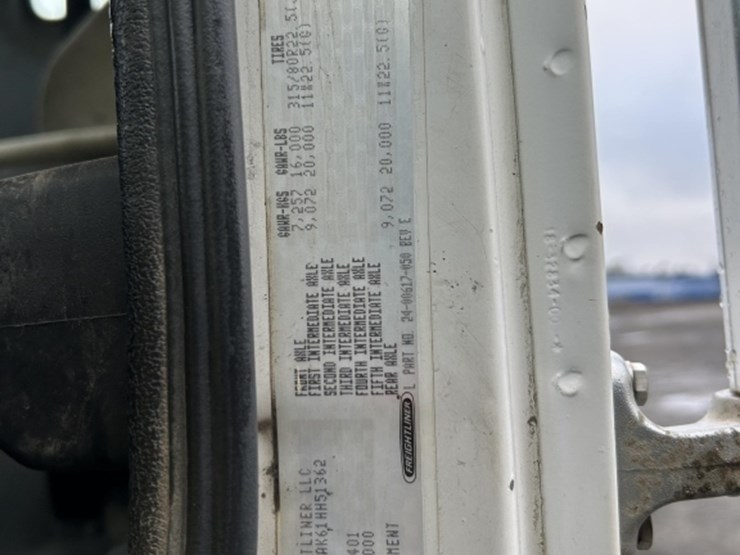 GAWR-KGS GAWR-LBS TIRES
FRONT AXLE 7,257 16,000 315/80R22.5(
FIRST INTERMEDIATE AXLE 9,072 20,000 11R22.5(G)
SECOND INTERMEDIATE AXLE
THIRD INTERMEDIATE AXLE
FOURTH INTERMEDIATE AXLE
FIFTH INTERMEDIATE AXLE
REAR AXLE 9,072 20,000 11R22.5(G)
FREIGHTLINER L PART NO. 24-00617-050 REV E
TLINER LLC
AK61HH51362
401
000
MENT